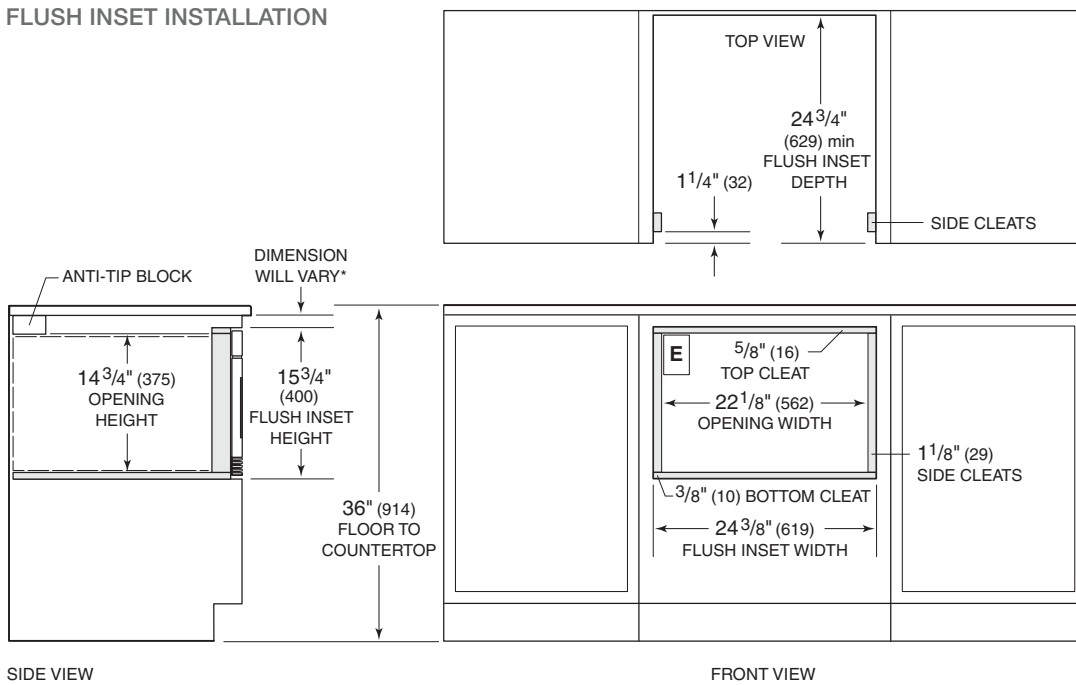 FLUSH INSET INSTALLATION
TOP VIEW
24 3/4"
(629) min
FLUSH INSET
DEPTH
1 1/4" (32)
SIDE CLEATS
ANTI-TIP BLOCK
DIMENSION
WILL VARY*
14 3/4" (375)
OPENING
HEIGHT
15 3/4"
(400)
FLUSH INSET
HEIGHT
36" (914)
FLOOR TO
COUNTERTOP
E
5/8" (16)
TOP CLEAT
22 1/8" (562)
OPENING WIDTH
1 1/8" (29)
SIDE CLEATS
3/8" (10) BOTTOM CLEAT
24 3/8" (619)
FLUSH INSET WIDTH
SIDE VIEW
FRONT VIEW